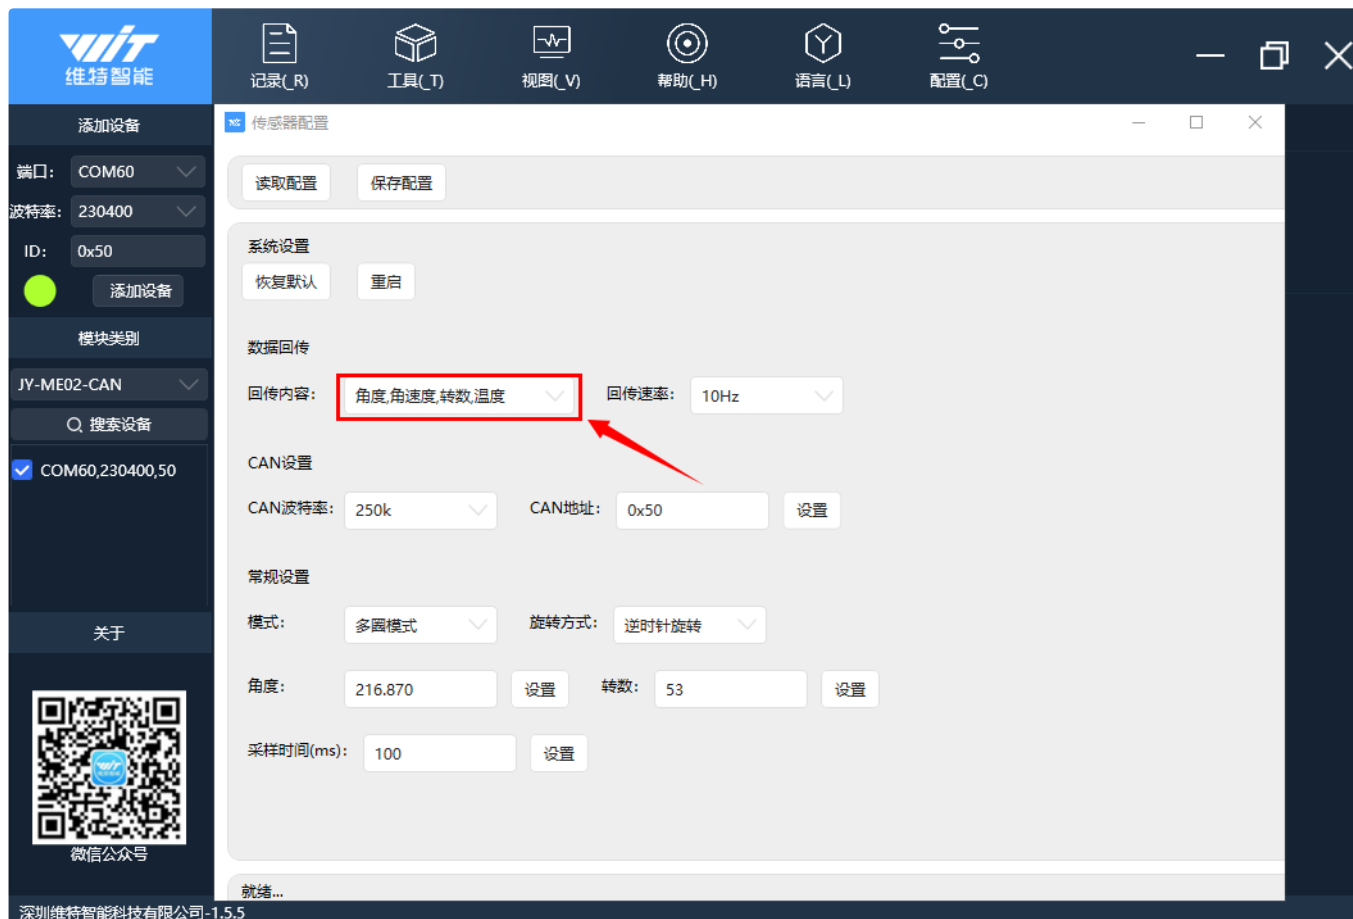 WIT
维特智能
记录(_R)
工具(_T)
视图(_V)
帮助(_H)
语言(_L)
配置(_C)
添加设备
端口:
COM60
波特率:
230400
ID:
0x50
添加设备
模块类别
JY-ME02-CAN
搜索设备
COM60,230400,50
关于
微信公众号
深圳维特智能科技有限公司-1.5.5
传感器配置
读取配置
保存配置
系统设置
恢复默认
重启
数据回传
回传内容:
角度,角速度,转数,温度
回传速率:
10Hz
CAN设置
CAN波特率:
250k
CAN地址:
0x50
设置
常规设置
模式:
多圈模式
旋转方式:
逆时针旋转
角度:
216.870
设置
转数:
53
设置
采样时间(ms):
100
设置
就绪...